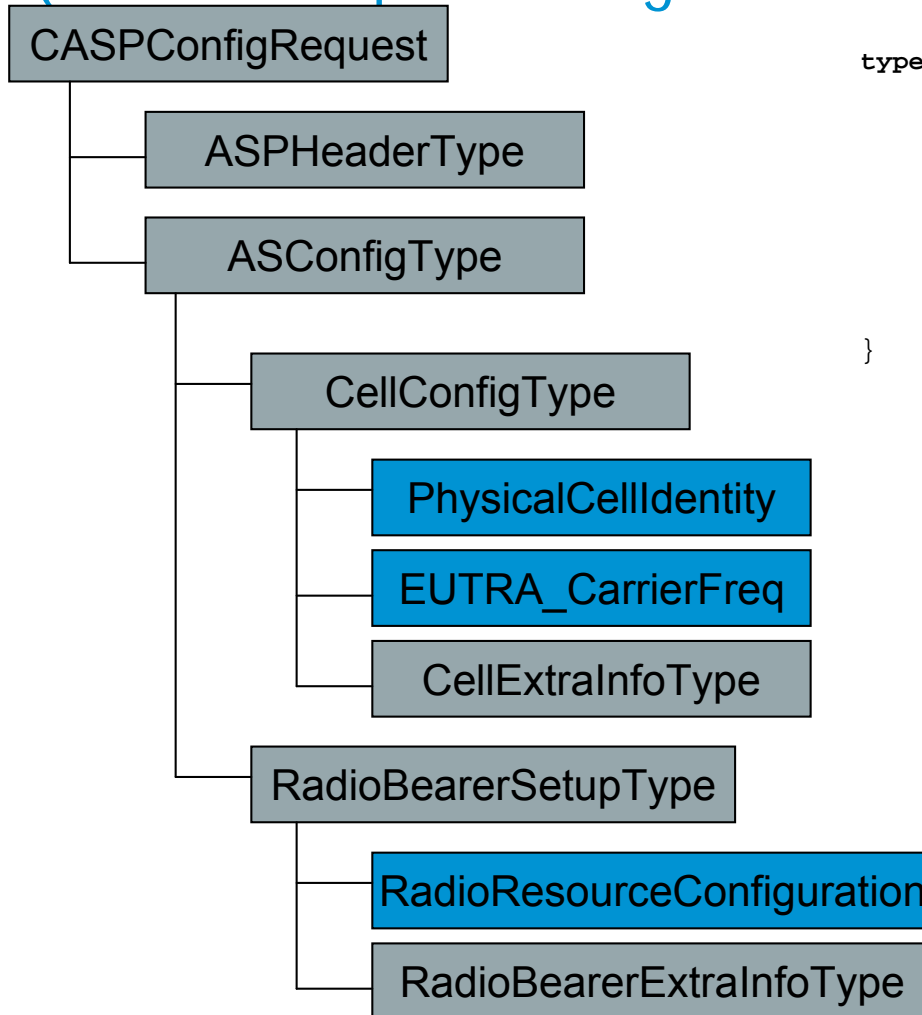 CASPConfigRequest
type
ASPHeaderType
ASConfigType
}
CellConfigType
PhysicalCellIdentity
EUTRA_CarrierFreq
CellExtraInfoType
RadioBearerSetupType
RadioResourceConfiguration
RadioBearerExtraInfoType